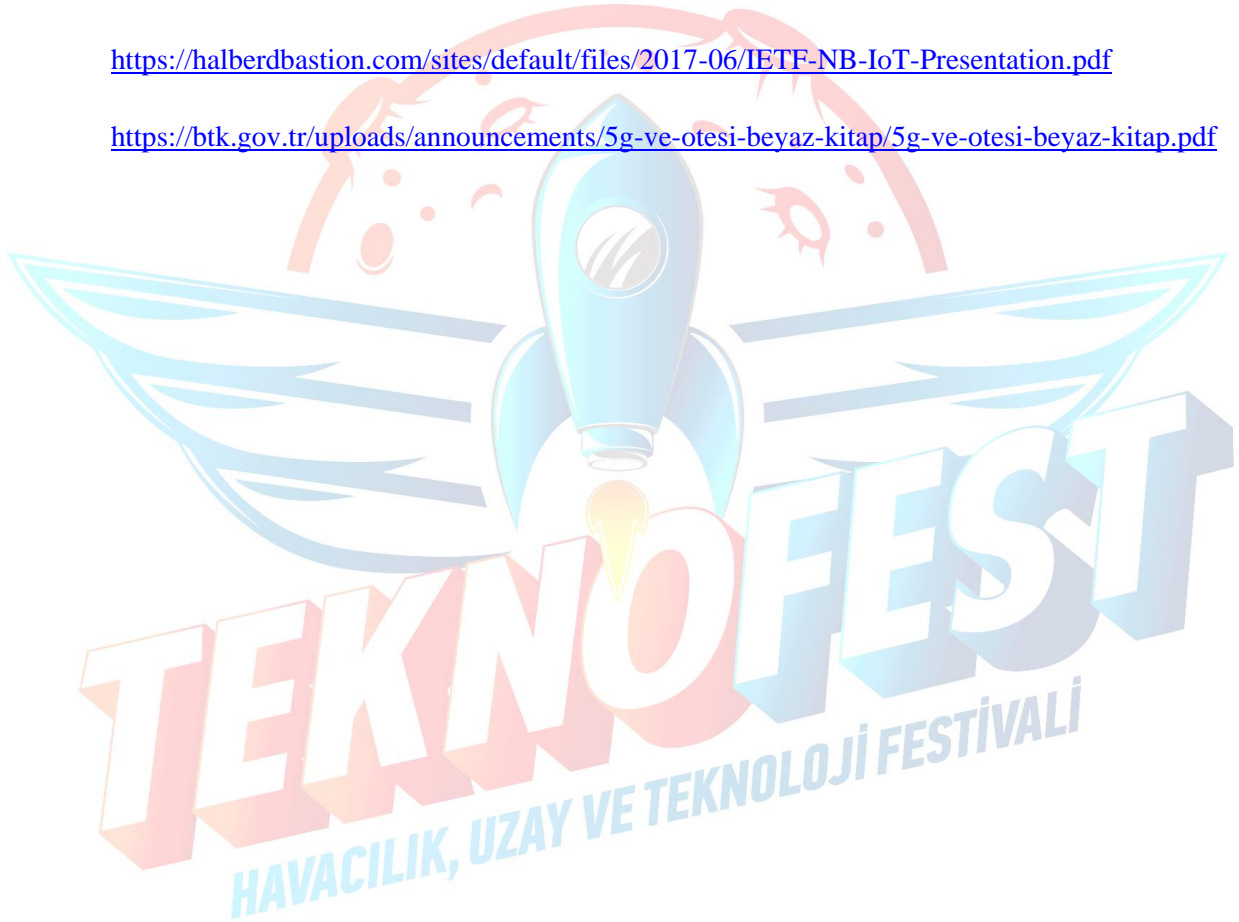 https://halberdbastion.com/sites/default/files/2017-06/IETF-NB-IoT-Presentation.pdf
https://btk.gov.tr/uploads/announcements/5g-ve-otesi-beyaz-kitap/5g-ve-otesi-beyaz-kitap.pdf
TEKNOFEST
HAVACILIK, UZAY VE TEKNOLOJİ FESTİVALİ